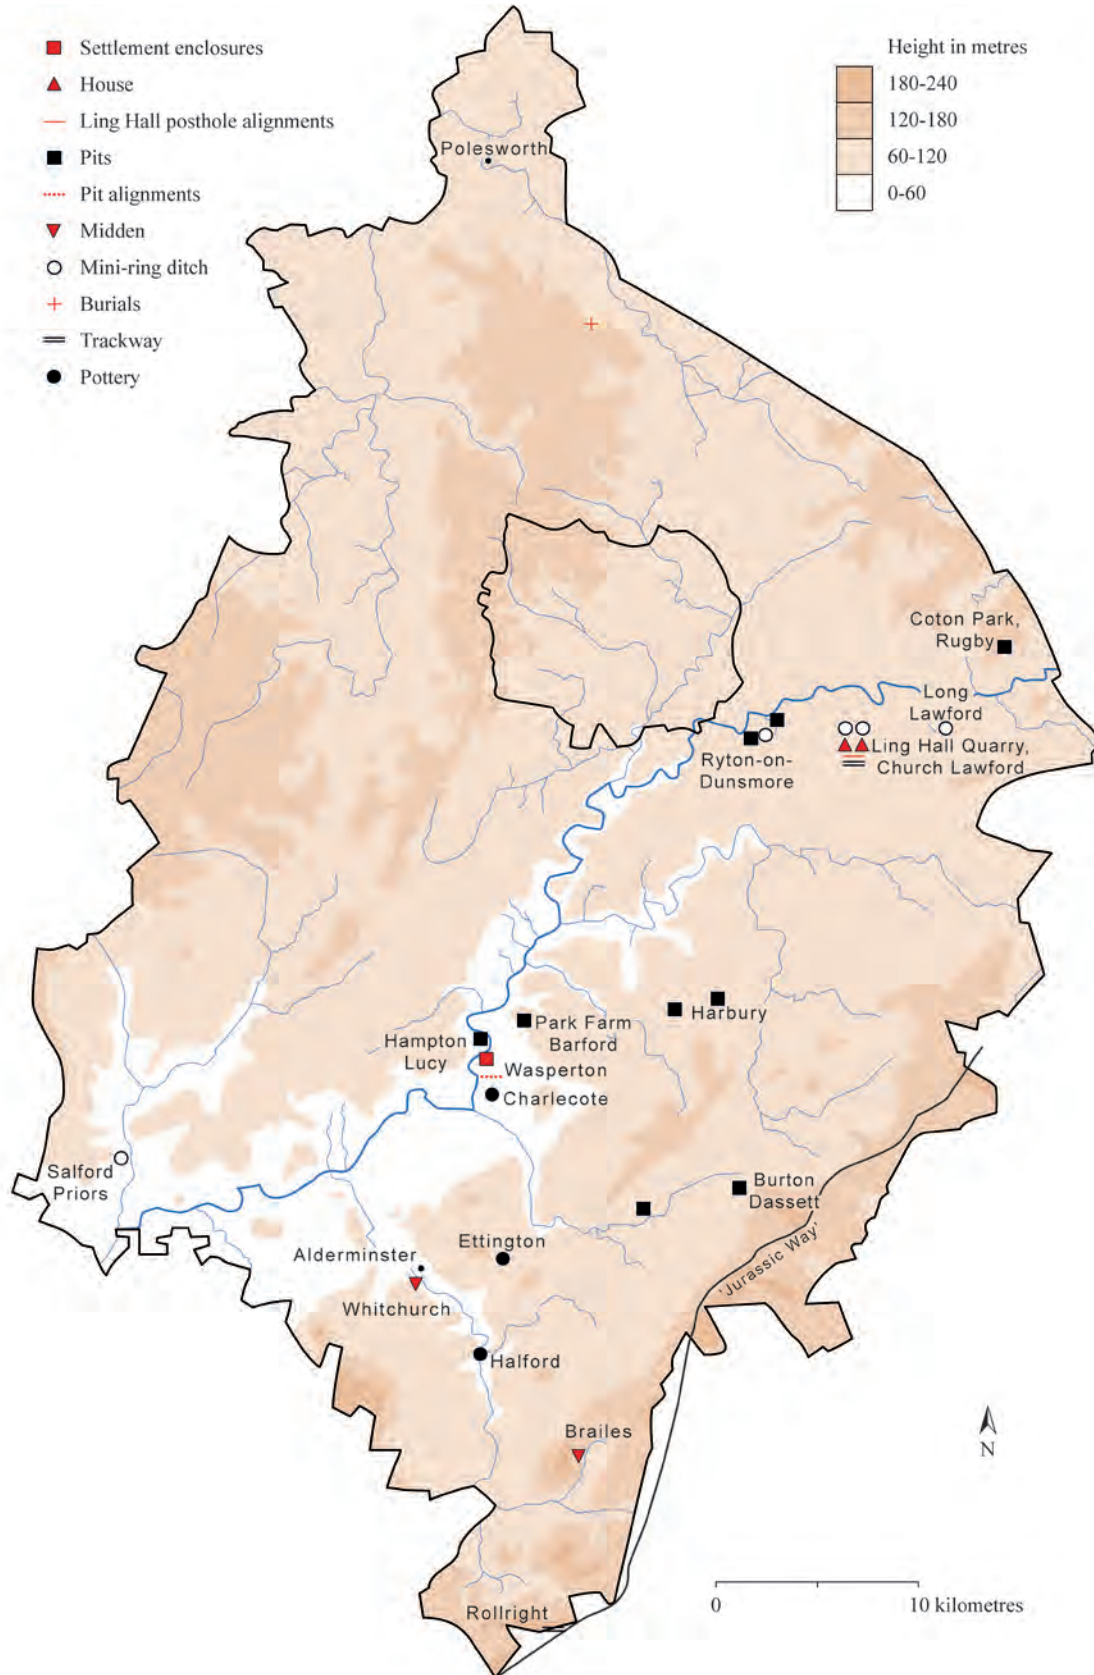 Settlement enclosures
House
Ling Hall posthole alignments
Pits
Pit alignments
Midden
Mini-ring ditch
Burials
Trackway
Pottery
Height in metres
180-240
120-180
60-120
0-60
Polesworth
Coton Park,
Rugby
Long
Lawford
Ling Hall Quarry,
Church Lawford
Ryton-on-
Dunsmore
Harbury
Park Farm
Barford
Hampton
Lucy
Wasperton
Charlecote
Salford
Priors
Burton
Dassett
'Jurassic Way'
Ettington
Alderminster
Whitchurch
Halford
Brailes
N
Rollright
0
10 kilometres